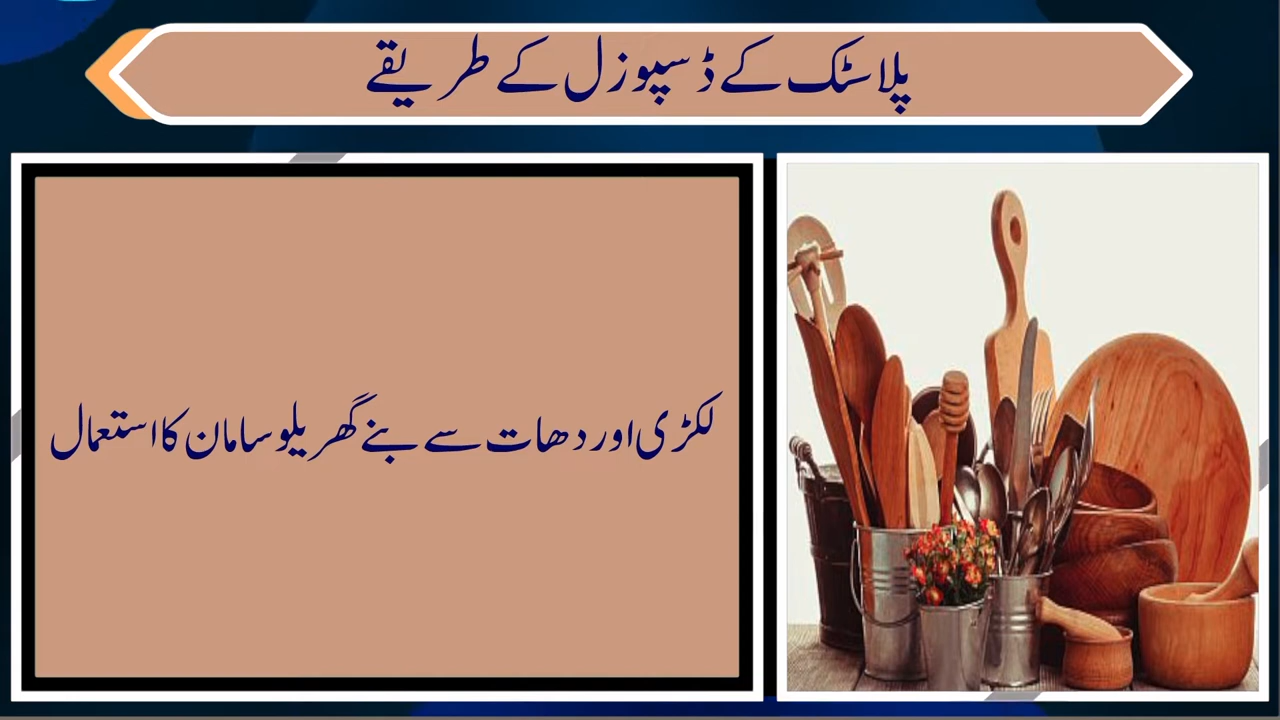 پلاسٹک کے ڈسپوزل کے طریقے
لکڑی اور دھات سے بنے گھریلو سامان کا استعمال